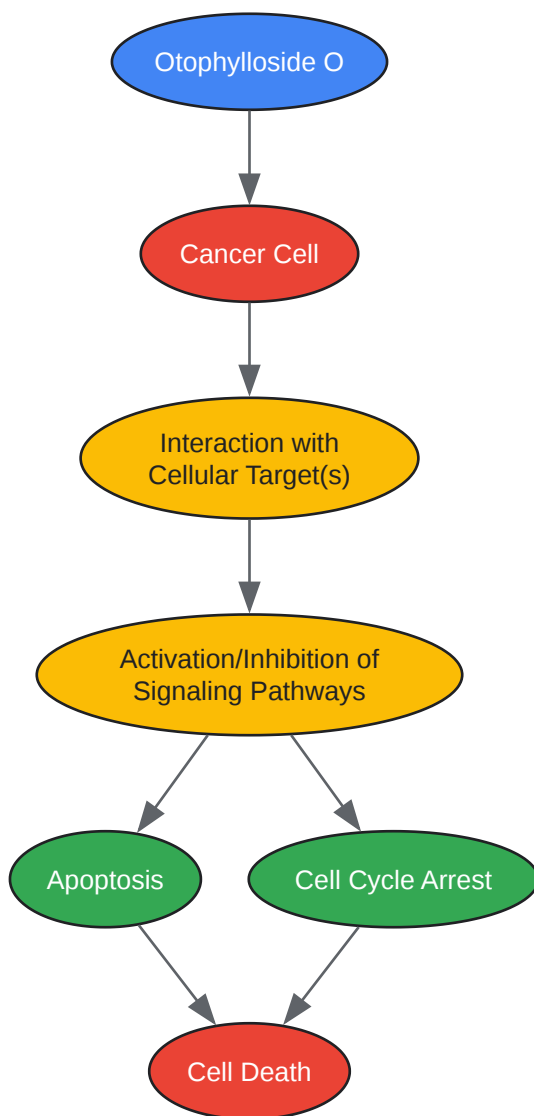 Otophylloside O
Cancer Cell
Interaction with
Cellular Target(s)
Activation/Inhibition of
Signaling Pathways
Apoptosis
Cell Cycle Arrest
Cell Death